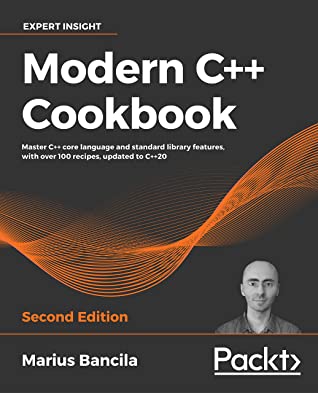 EXPERT INSIGHT
Modern C++
Cookbook
Master C++ core language and standard library features,
with over 100 recipes, updated to C++20
Second Edition
Marius Bancila
Packt>